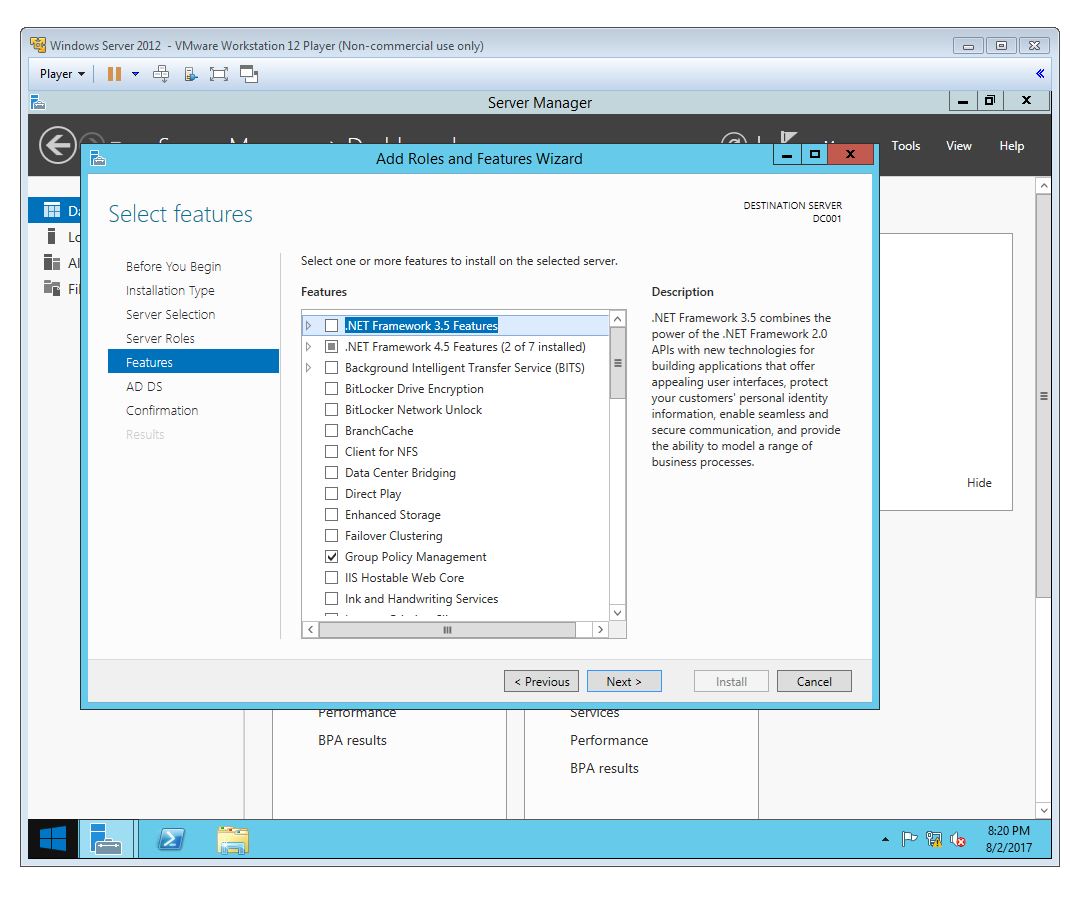 Windows Server 2012 - VMware Workstation 12 Player (Non-commercial use only)
Player
Server Manager
Tools View Help
Add Roles and Features Wizard
Select features
DESTINATION SERVER
DC001
Before You Begin
Installation Type
Server Selection
Server Roles
Features
AD DS
Confirmation
Results
Select one or more features to install on the selected server.
Features
.NET Framework 3.5 Features
.NET Framework 4.5 Features (2 of 7 installed)
Background Intelligent Transfer Service (BITS)
BitLocker Drive Encryption
BitLocker Network Unlock
BranchCache
Client for NFS
Data Center Bridging
Direct Play
Enhanced Storage
Failover Clustering
Group Policy Management
IIS Hostable Web Core
Ink and Handwriting Services
Description
.NET Framework 3.5 combines the
power of the .NET Framework 2.0
APIs with new technologies for
building applications that offer
appealing user interfaces, protect
your customers' personal identity
information, enable seamless and
secure communication, and provide
the ability to model a range of
business processes.
Hide
< Previous
Next >
Install
Cancel
Performance
BPA results
Services
Performance
BPA results
8:20 PM
8/2/2017